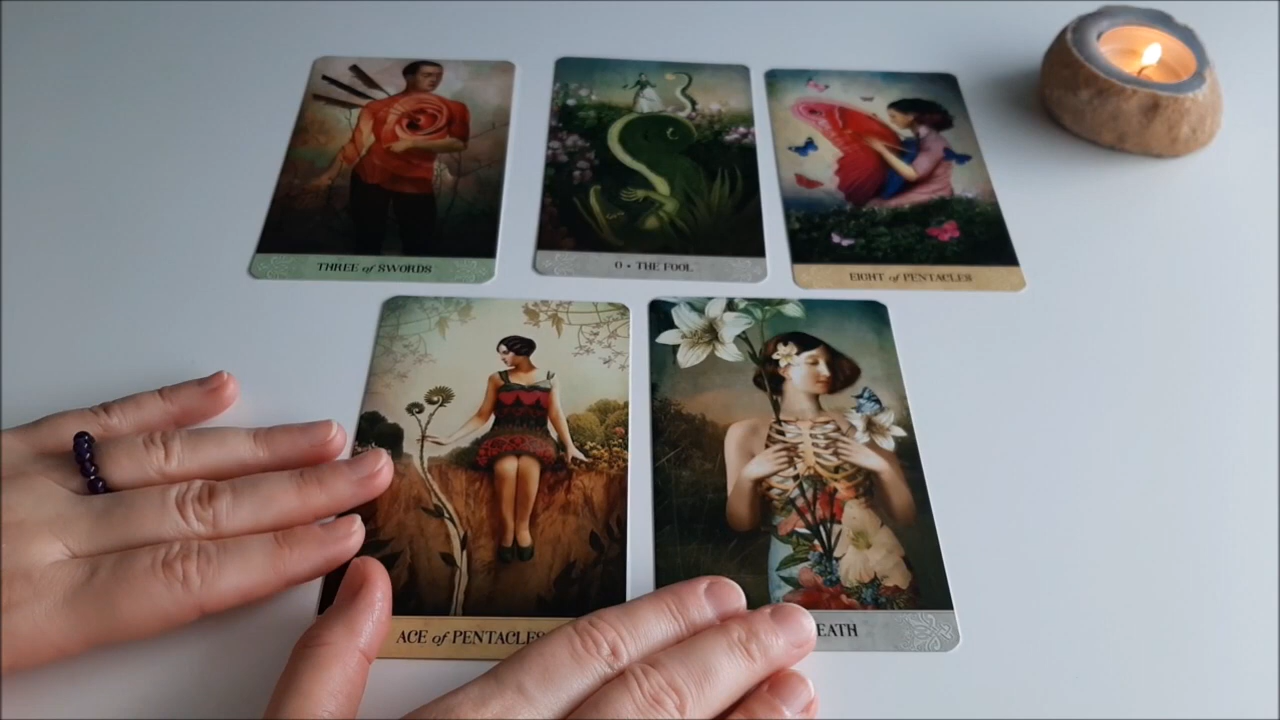 THREE of SWORDS
0 • THE FOOL
EIGHT of PENTACLES
ACE of PENTACLES
EATH